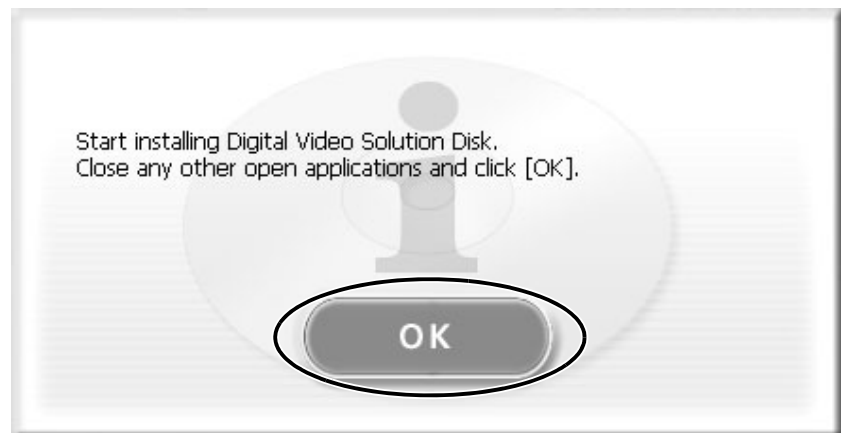 Start installing Digital Video Solution Disk.
Close any other open applications and click [OK].
OK